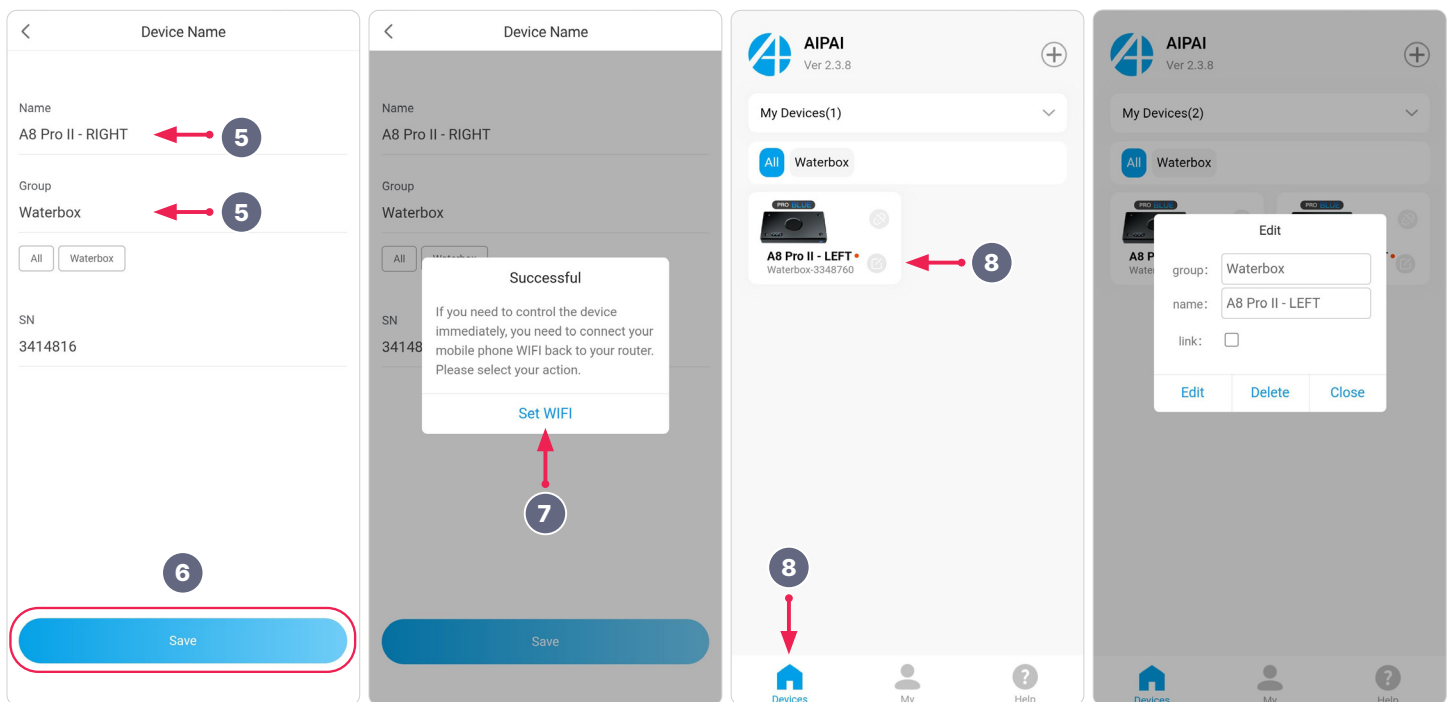 Device Name
Name
A8 Pro II - RIGHT
5
Group
Waterbox
5
All
Waterbox
SN
3414816
6
Save
Device Name
Name
A8 Pro II - RIGHT
Group
Waterbox
All
Waterbox
Successful
If you need to control the device
immediately, you need to connect your
mobile phone WIFI back to your router.
Please select your action.
SN
34148
Set WIFI
7
Save
AIPAI
Ver 2.3.8
My Devices(1)
All
Waterbox
PRO BLUE
A8 Pro II - LEFT
Waterbox-3348760
8
8
Devices
My
Help
AIPAI
Ver 2.3.8
My Devices(2)
All
Waterbox
PRO BLUE
PRO BLUE
A8 P
Water
Edit
group: Waterbox
name: A8 Pro II - LEFT
link:
Edit
Delete
Close
Devices
My
Help